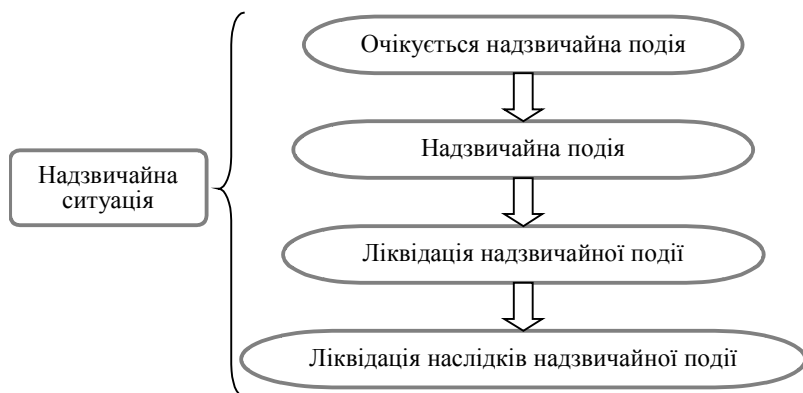 Очікується надзвичайна подія
Надзвичайна подія
Надзвичайна
ситуація
Ліквідація надзвичайної події
Ліквідація наслідків надзвичайної події